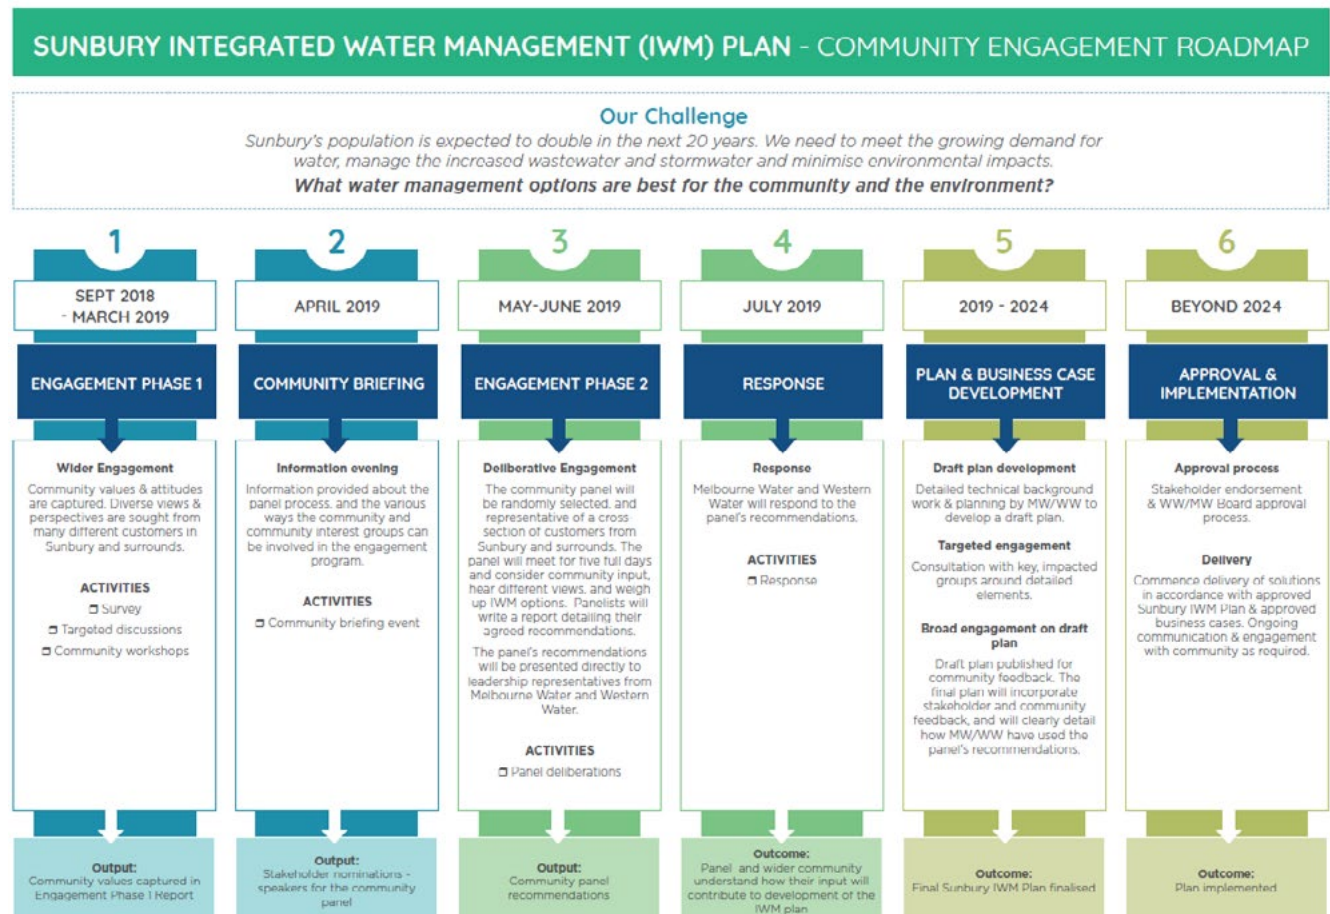 SUNBURY INTEGRATED WATER MANAGEMENT (IWM) PLAN - COMMUNITY ENGAGEMENT ROADMAP
Our Challenge
Sunbury's population is expected to double in the next 20 years. We need to meet the growing demand for
water, manage the increased wastewater and stormwater and minimise environmental impacts.
What water management options are best for the community and the environment?
1
SEPT 2018
- MARCH 2019
ENGAGEMENT PHASE 1
Wider Engagement
Community values & attitudes
are captured. Diverse views &
perspectives are sought from
many different customers in
Sunbury and surrounds.
ACTIVITIES
❒ Survey
❒ Targeted discussions
❒ Community workshops
Output:
Community values captured in
Engagement Phase 1 Report
2
APRIL 2019
COMMUNITY BRIEFING
Information evening
Information provided about the
panel process, and the various
ways the community and
community interest groups can
be involved in the engagement
program.
ACTIVITIES
❒ Community briefing event
Output:
Stakeholder nominations -
speakers for the community
panel
3
MAY-JUNE 2019
ENGAGEMENT PHASE 2
Deliberative Engagement
The community panel will
be randomly selected, and
representative of a cross
section of customers from
Sunbury and surrounds. The
panel will meet for five full days
and consider community input,
hear different views, and weigh
up IWM options. Panelists will
write a report detailing their
agreed recommendations.
The panel's recommendations
will be presented directly to
leadership representatives from
Melbourne Water and Western
Water.
ACTIVITIES
❒ Panel deliberations
Output:
Community panel
recommendations
4
JULY 2019
RESPONSE
Response
Melbourne Water and Western
Water will respond to the
panel's recommendations.
ACTIVITIES
❒ Response
Outcome:
Panel and wider community
understand how their input will
contribute to development of the
IWM plan
5
2019 - 2024
PLAN & BUSINESS CASE
DEVELOPMENT
Draft plan development
Detailed technical background
work & planning by MW/WW to
develop a draft plan.
Targeted engagement
Consultation with key, impacted
groups around detailed
elements.
Broad engagement on draft
plan
Draft plan published for
community feedback. The
final plan will incorporate
stakeholder and community
feedback, and will clearly detail
how MW/WW have used the
panel's recommendations.
Outcome:
Final Sunbury IWM Plan finalised
6
BEYOND 2024
APPROVAL &
IMPLEMENTATION
Approval process
Stakeholder endorsement
& WW/MW Board approval
process.
Delivery
Commence delivery of solutions
in accordance with approved
Sunbury IWM Plan & approved
business cases. Ongoing
communication & engagement
with community as required.
Outcome:
Plan implemented